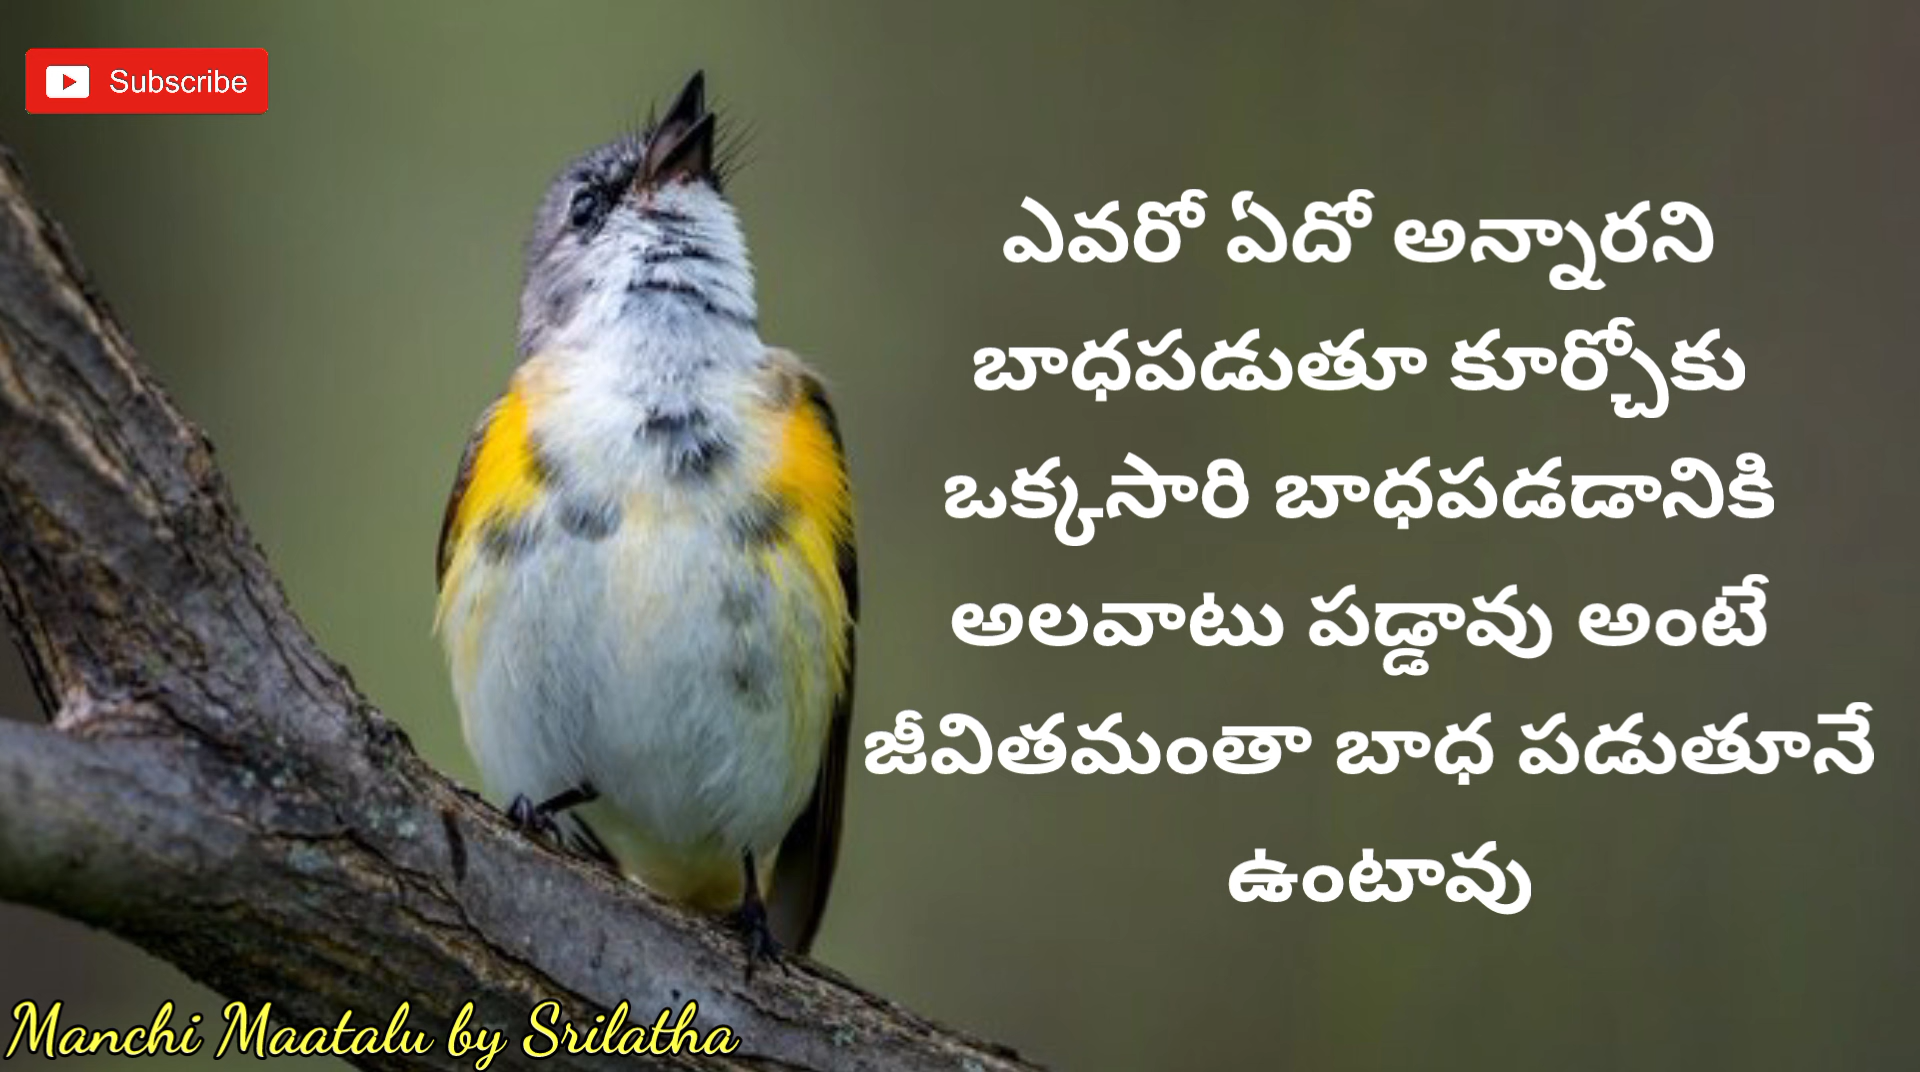 Subscribe
ఎవరో ఏదో అన్నారని
బాధపడుతూ కూర్చోకు
ఒక్కసారి బాధపడడానికి
అలవాటు పడ్డావు అంటే
జీవితమంతా బాధ పడుతూనే
ఉంటావు
Manchi Maatalu by Srilatha